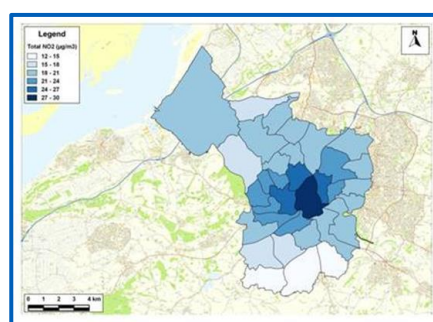 Legend
Total NO2 (µg/m3)
12 - 15
15 - 18
18 - 21
21 - 24
24 - 27
27 - 30
N
0 1 2 3 4 km